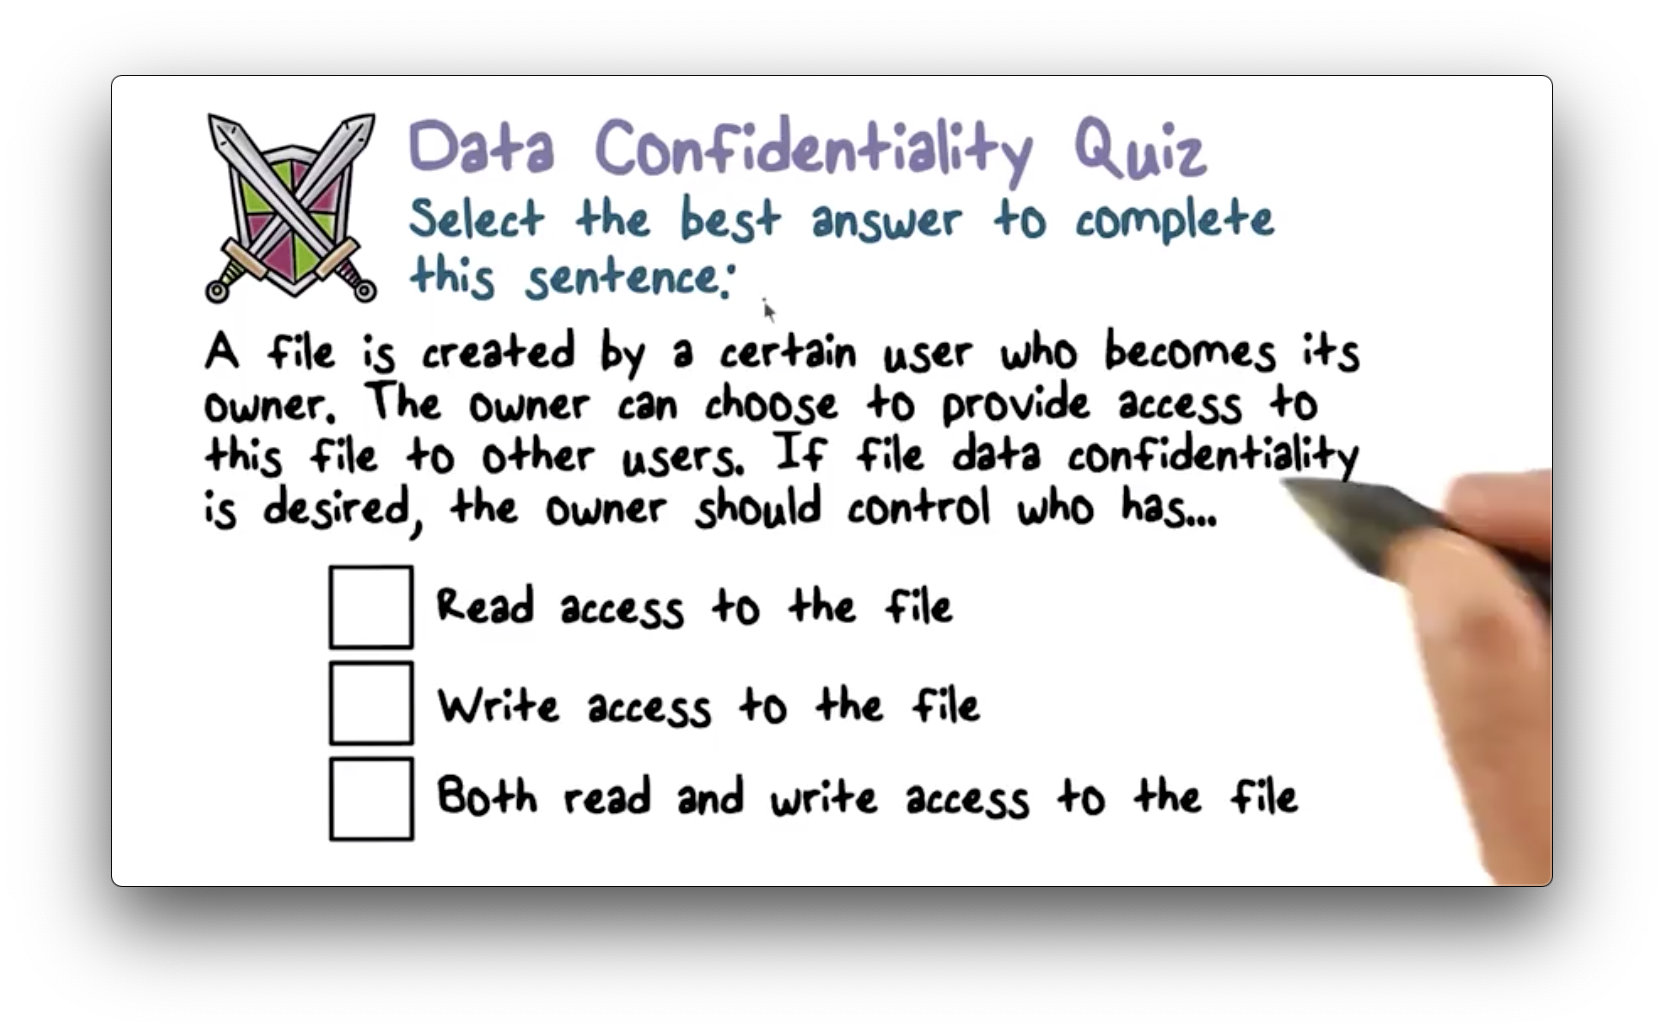 Data Confidentiality Quiz
Select the best answer to complete
this sentence:
A file is created by a certain user who becomes its
owner. The owner can choose to provide access to
this file to other users. If file data confidentiality
is desired, the owner should control who has...
Read access to the file
Write access to the file
Both read and write access to the file